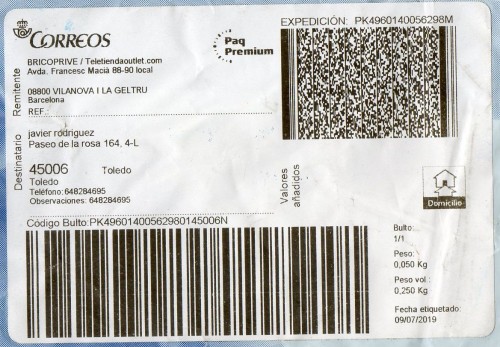 CORREOS
Paq
Premium
EXPEDICIÓN: PK4960140056298M
Remitente
BRICOPRIVE / Teletiendaoutlet.com
Avda. Francesc Macià 86-90 local
08800 VILANOVA I LA GELTRU
Barcelona
REF.:
Destinatario
javier rodriguez
Paseo de la rosa 164, 4-L
45006 Toledo
Toledo
Teléfono: 648284695
Observaciones: 648284695
Valores
añadidos
Domicilio
Código Bulto: PK49601400562980145006N
Bulto:
1/1
Peso:
0,050 Kg
Peso vol.:
0,250 Kg
Fecha etiquetado:
09/07/2019